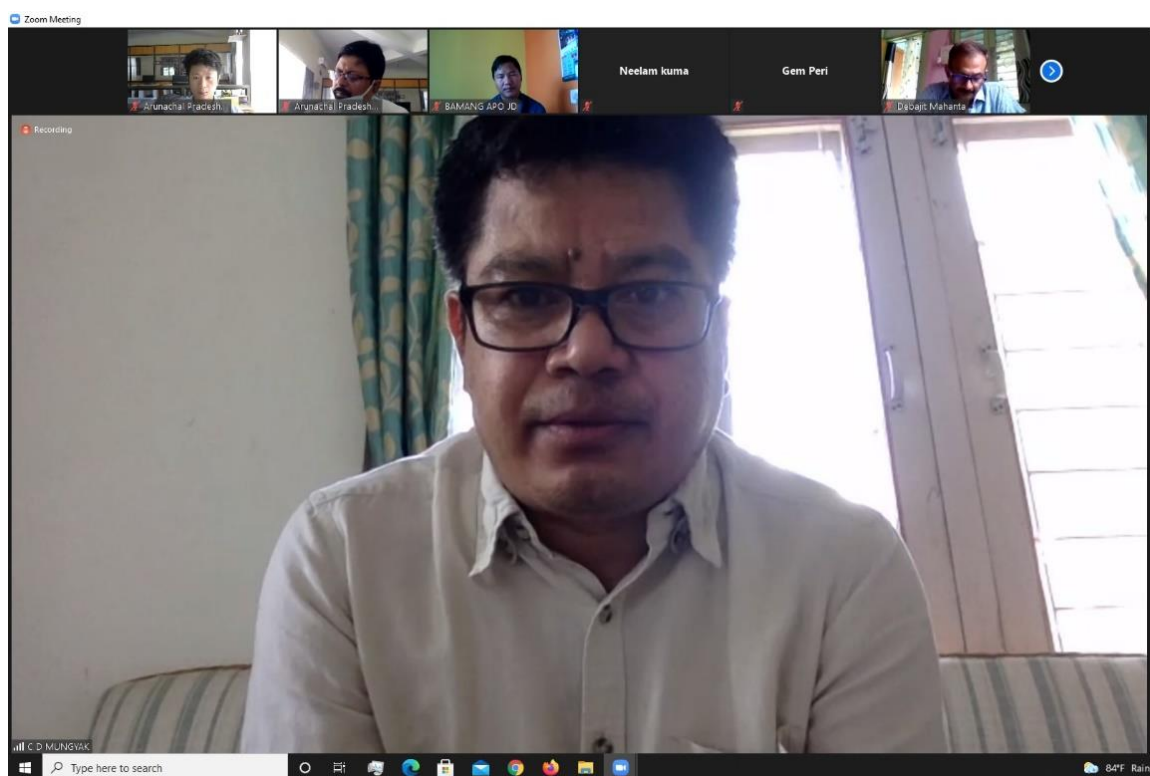 Zoom Meeting
Arunachal Pradesh...
Arunachal Pradesh...
BAMANG APO JD
Neelam kuma
Gem Peri
Debajit Mahanta
Recording
C D MUNGYAK
Type here to search
84°F Rain